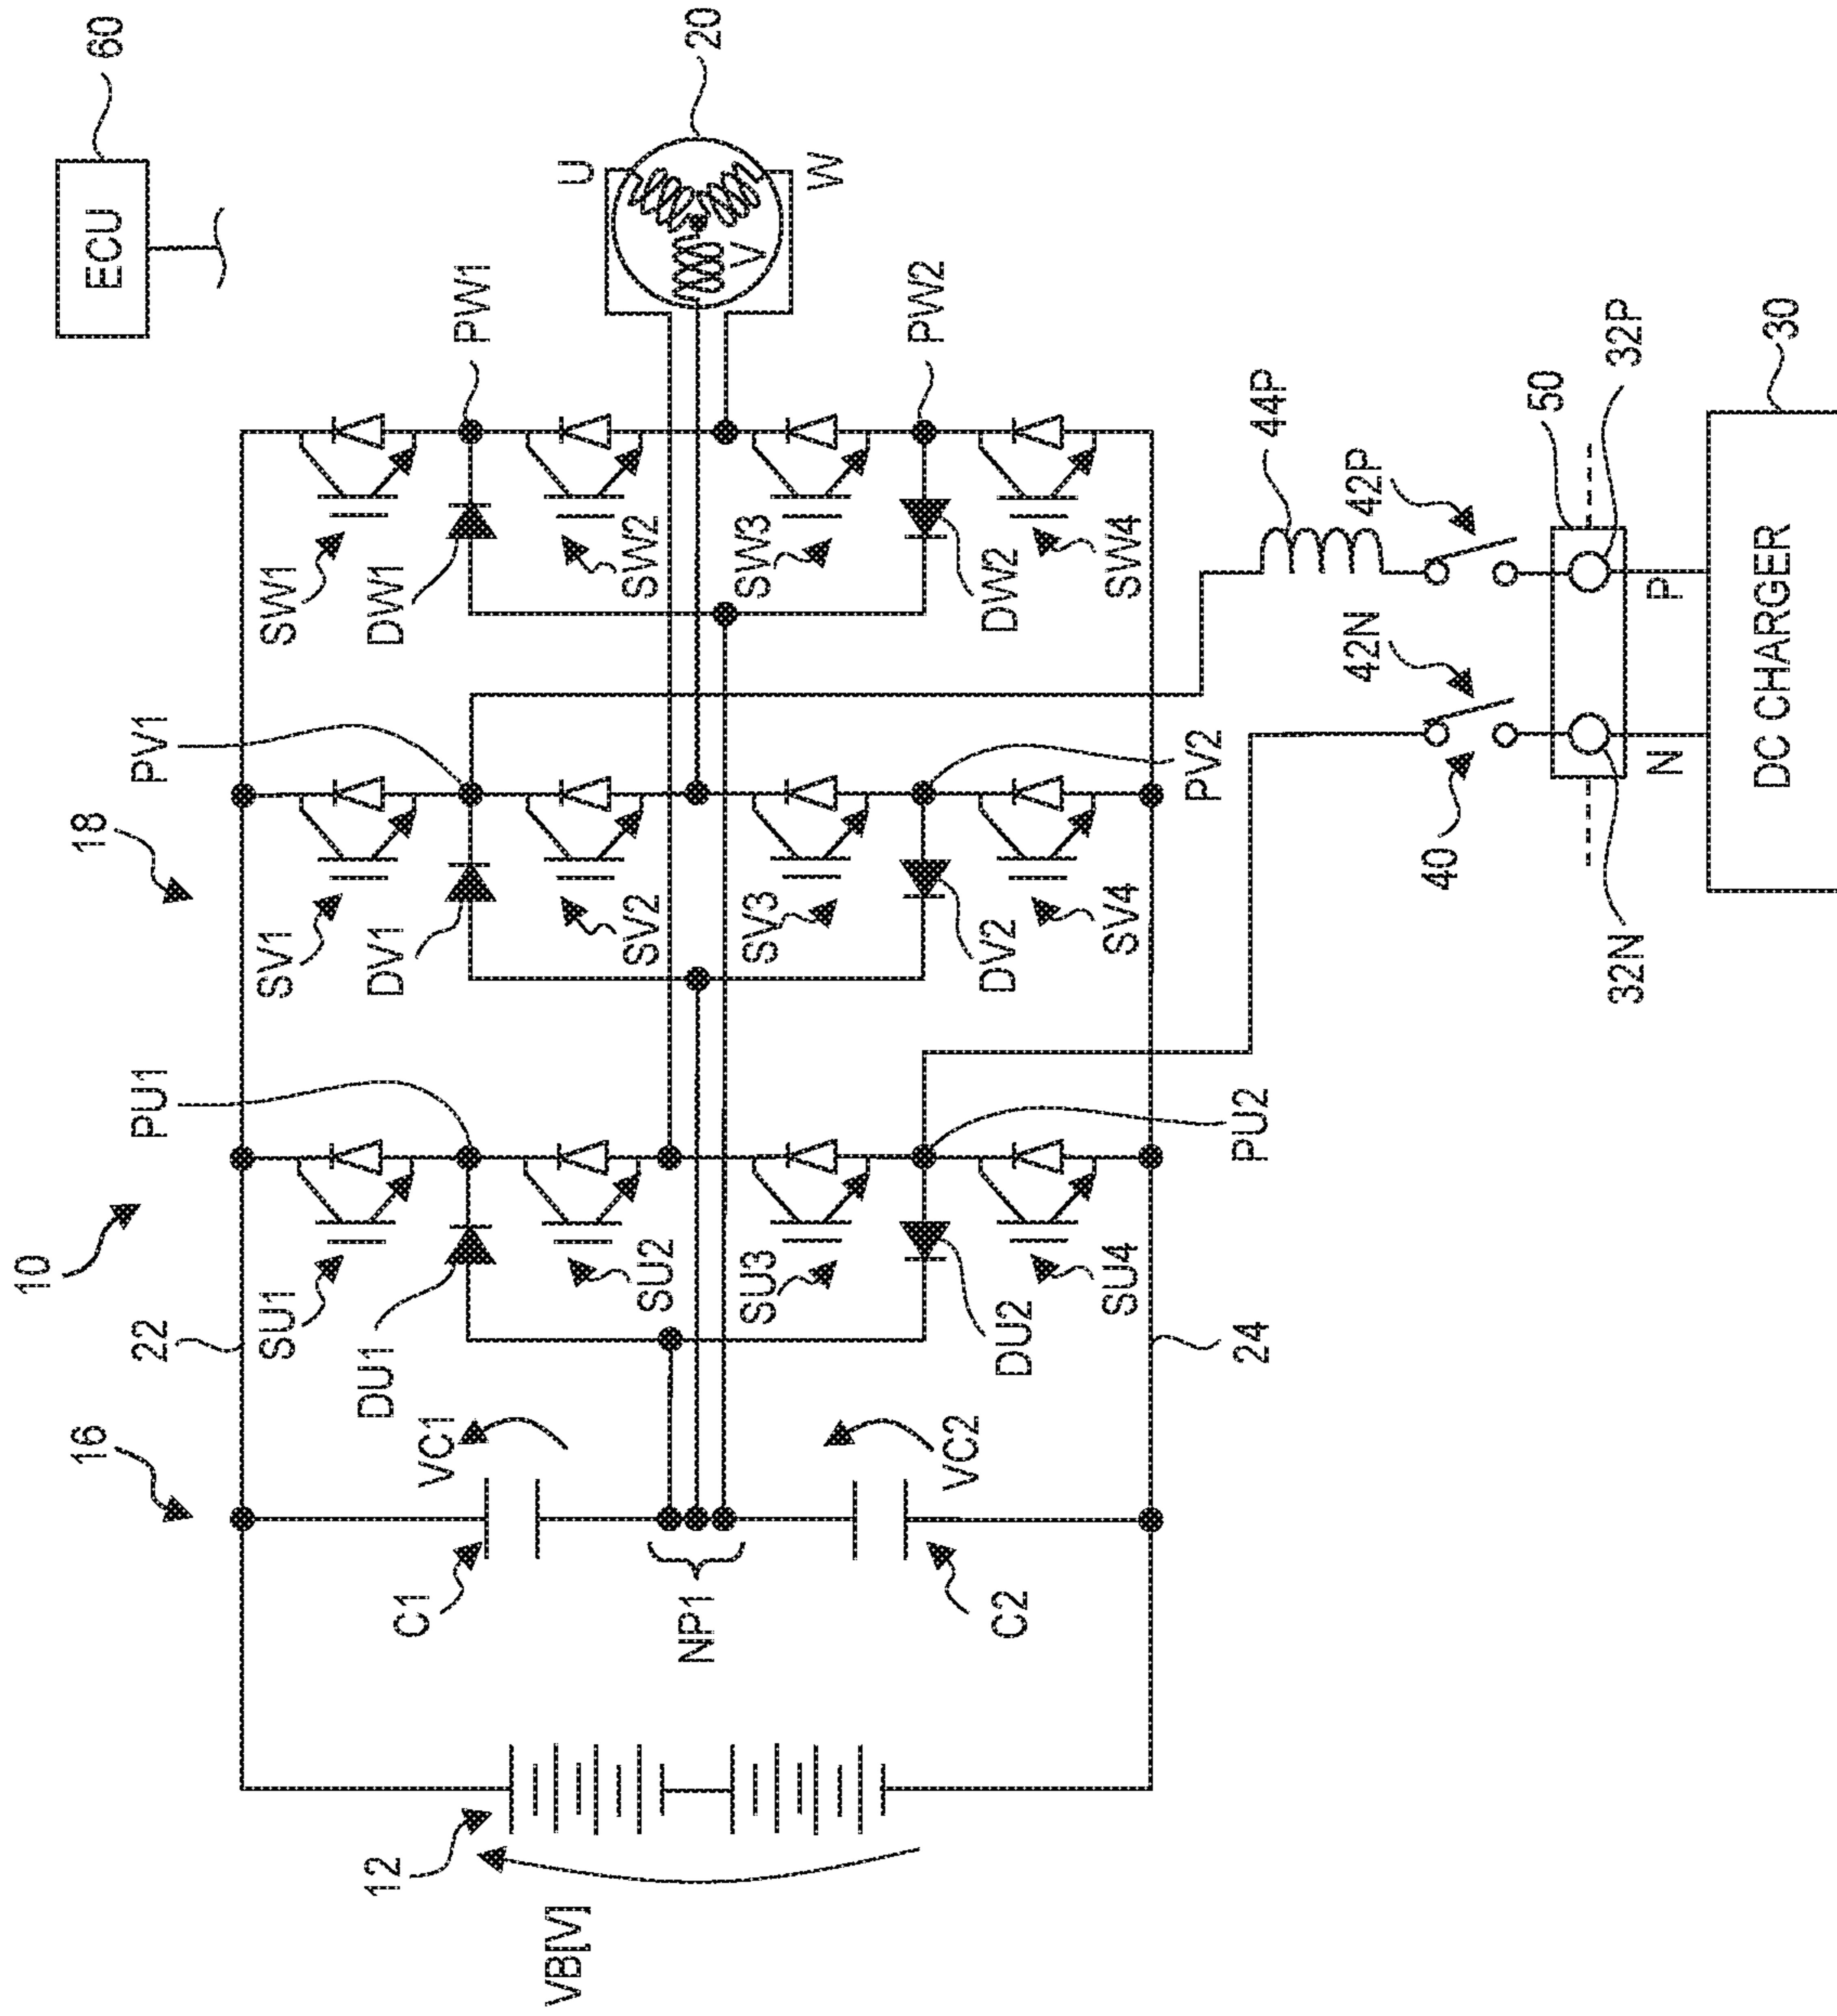 ECU
60
20
U
V
W
10
18
16
22
PU1
PV1
PW1
SU1
SV1
SW1
DU1
DV1
DW1
VC1
C1
SU2
SV2
SW2
NP1
12
VB[V]
SU3
SV3
SW3
PW2
VC2
C2
DU2
DV2
DW2
SU4
SV4
SW4
24
PU2
PV2
44P
42P
42N
40
50
32P
32N
P
N
30
DC CHARGER